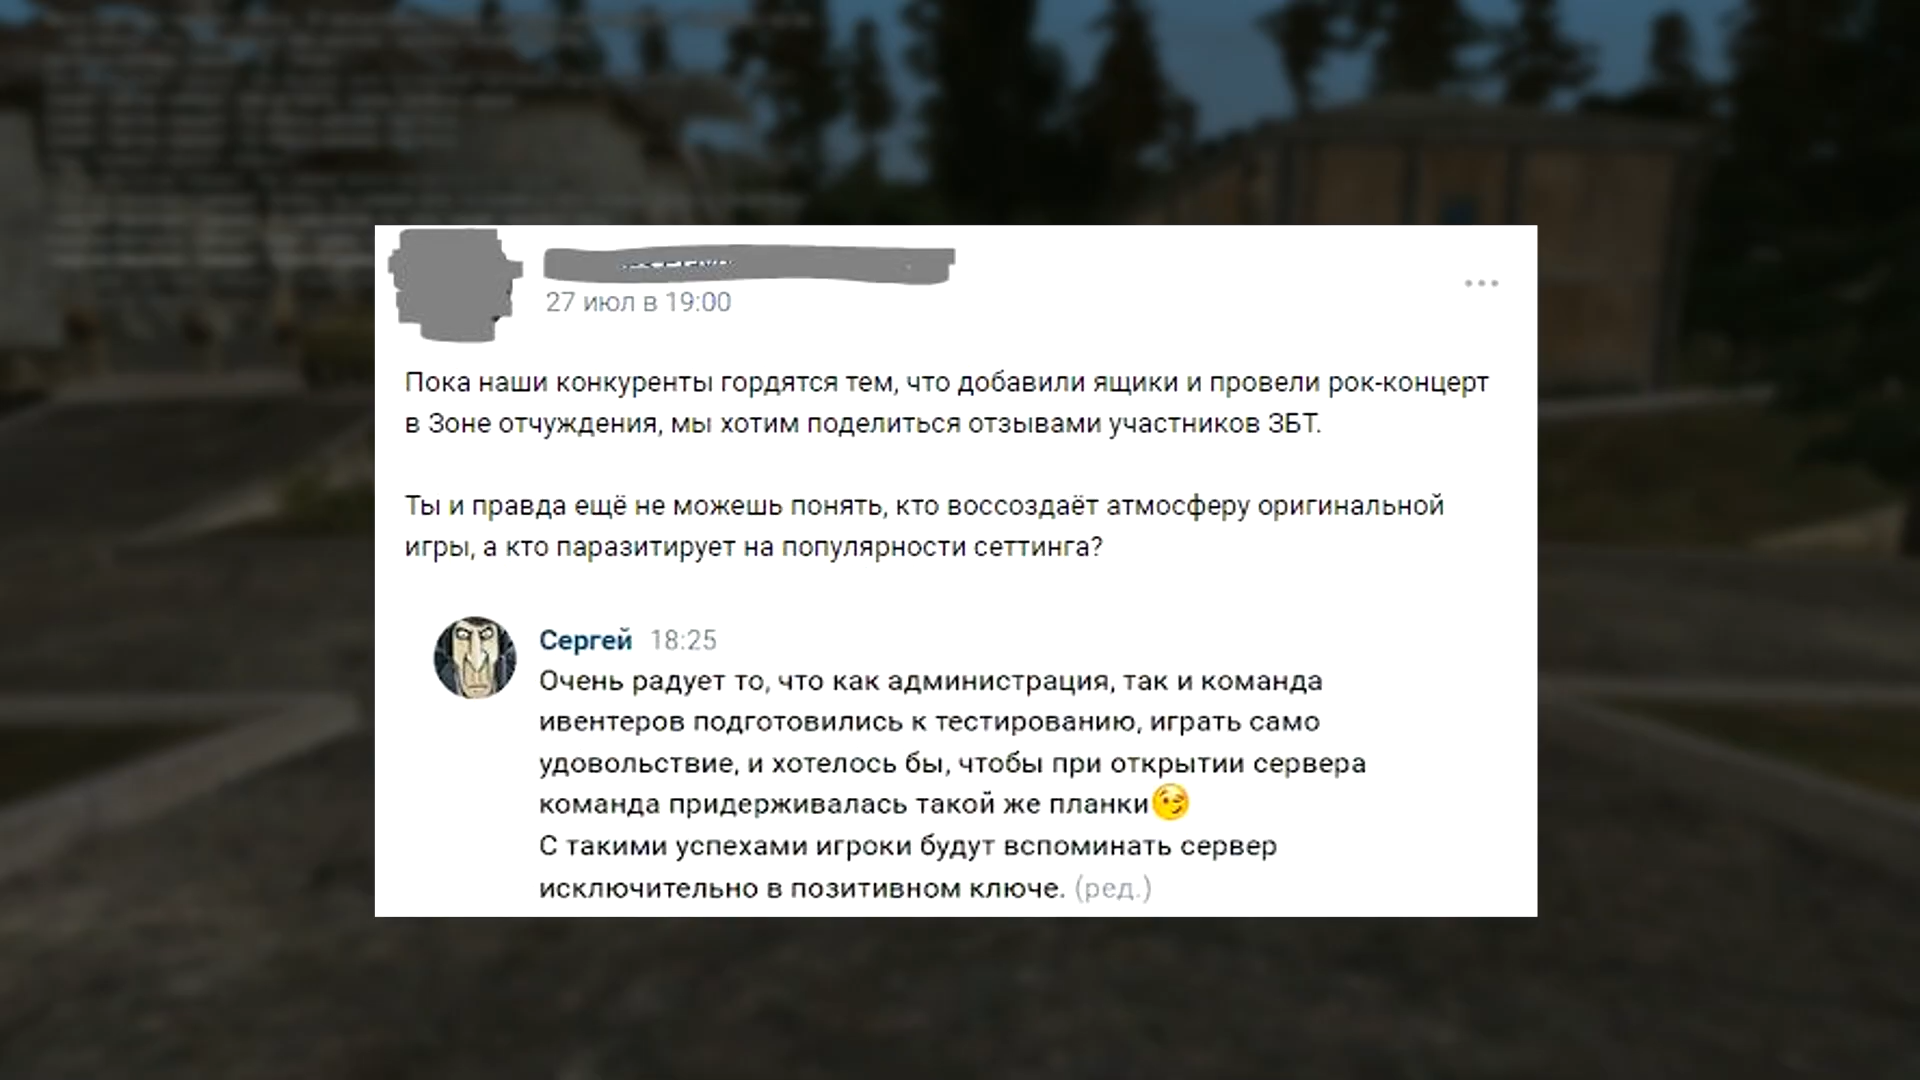 27 июл в 19:00
Пока наши конкуренты гордятся тем, что добавили ящики и провели рок-концерт
в Зоне отчуждения, мы хотим поделиться отзывами участников ЗБТ.
Ты и правда ещё не можешь понять, кто воссоздаёт атмосферу оригинальной
игры, а кто паразитирует на популярности сеттинга?
Сергей 18:25
Очень радует то, что как администрация, так и команда
ивентеров подготовились к тестированию, играть само
удовольствие, и хотелось бы, чтобы при открытии сервера
команда придерживалась такой же планки😏
С такими успехами игроки будут вспоминать сервер
исключительно в позитивном ключе. (ред.)